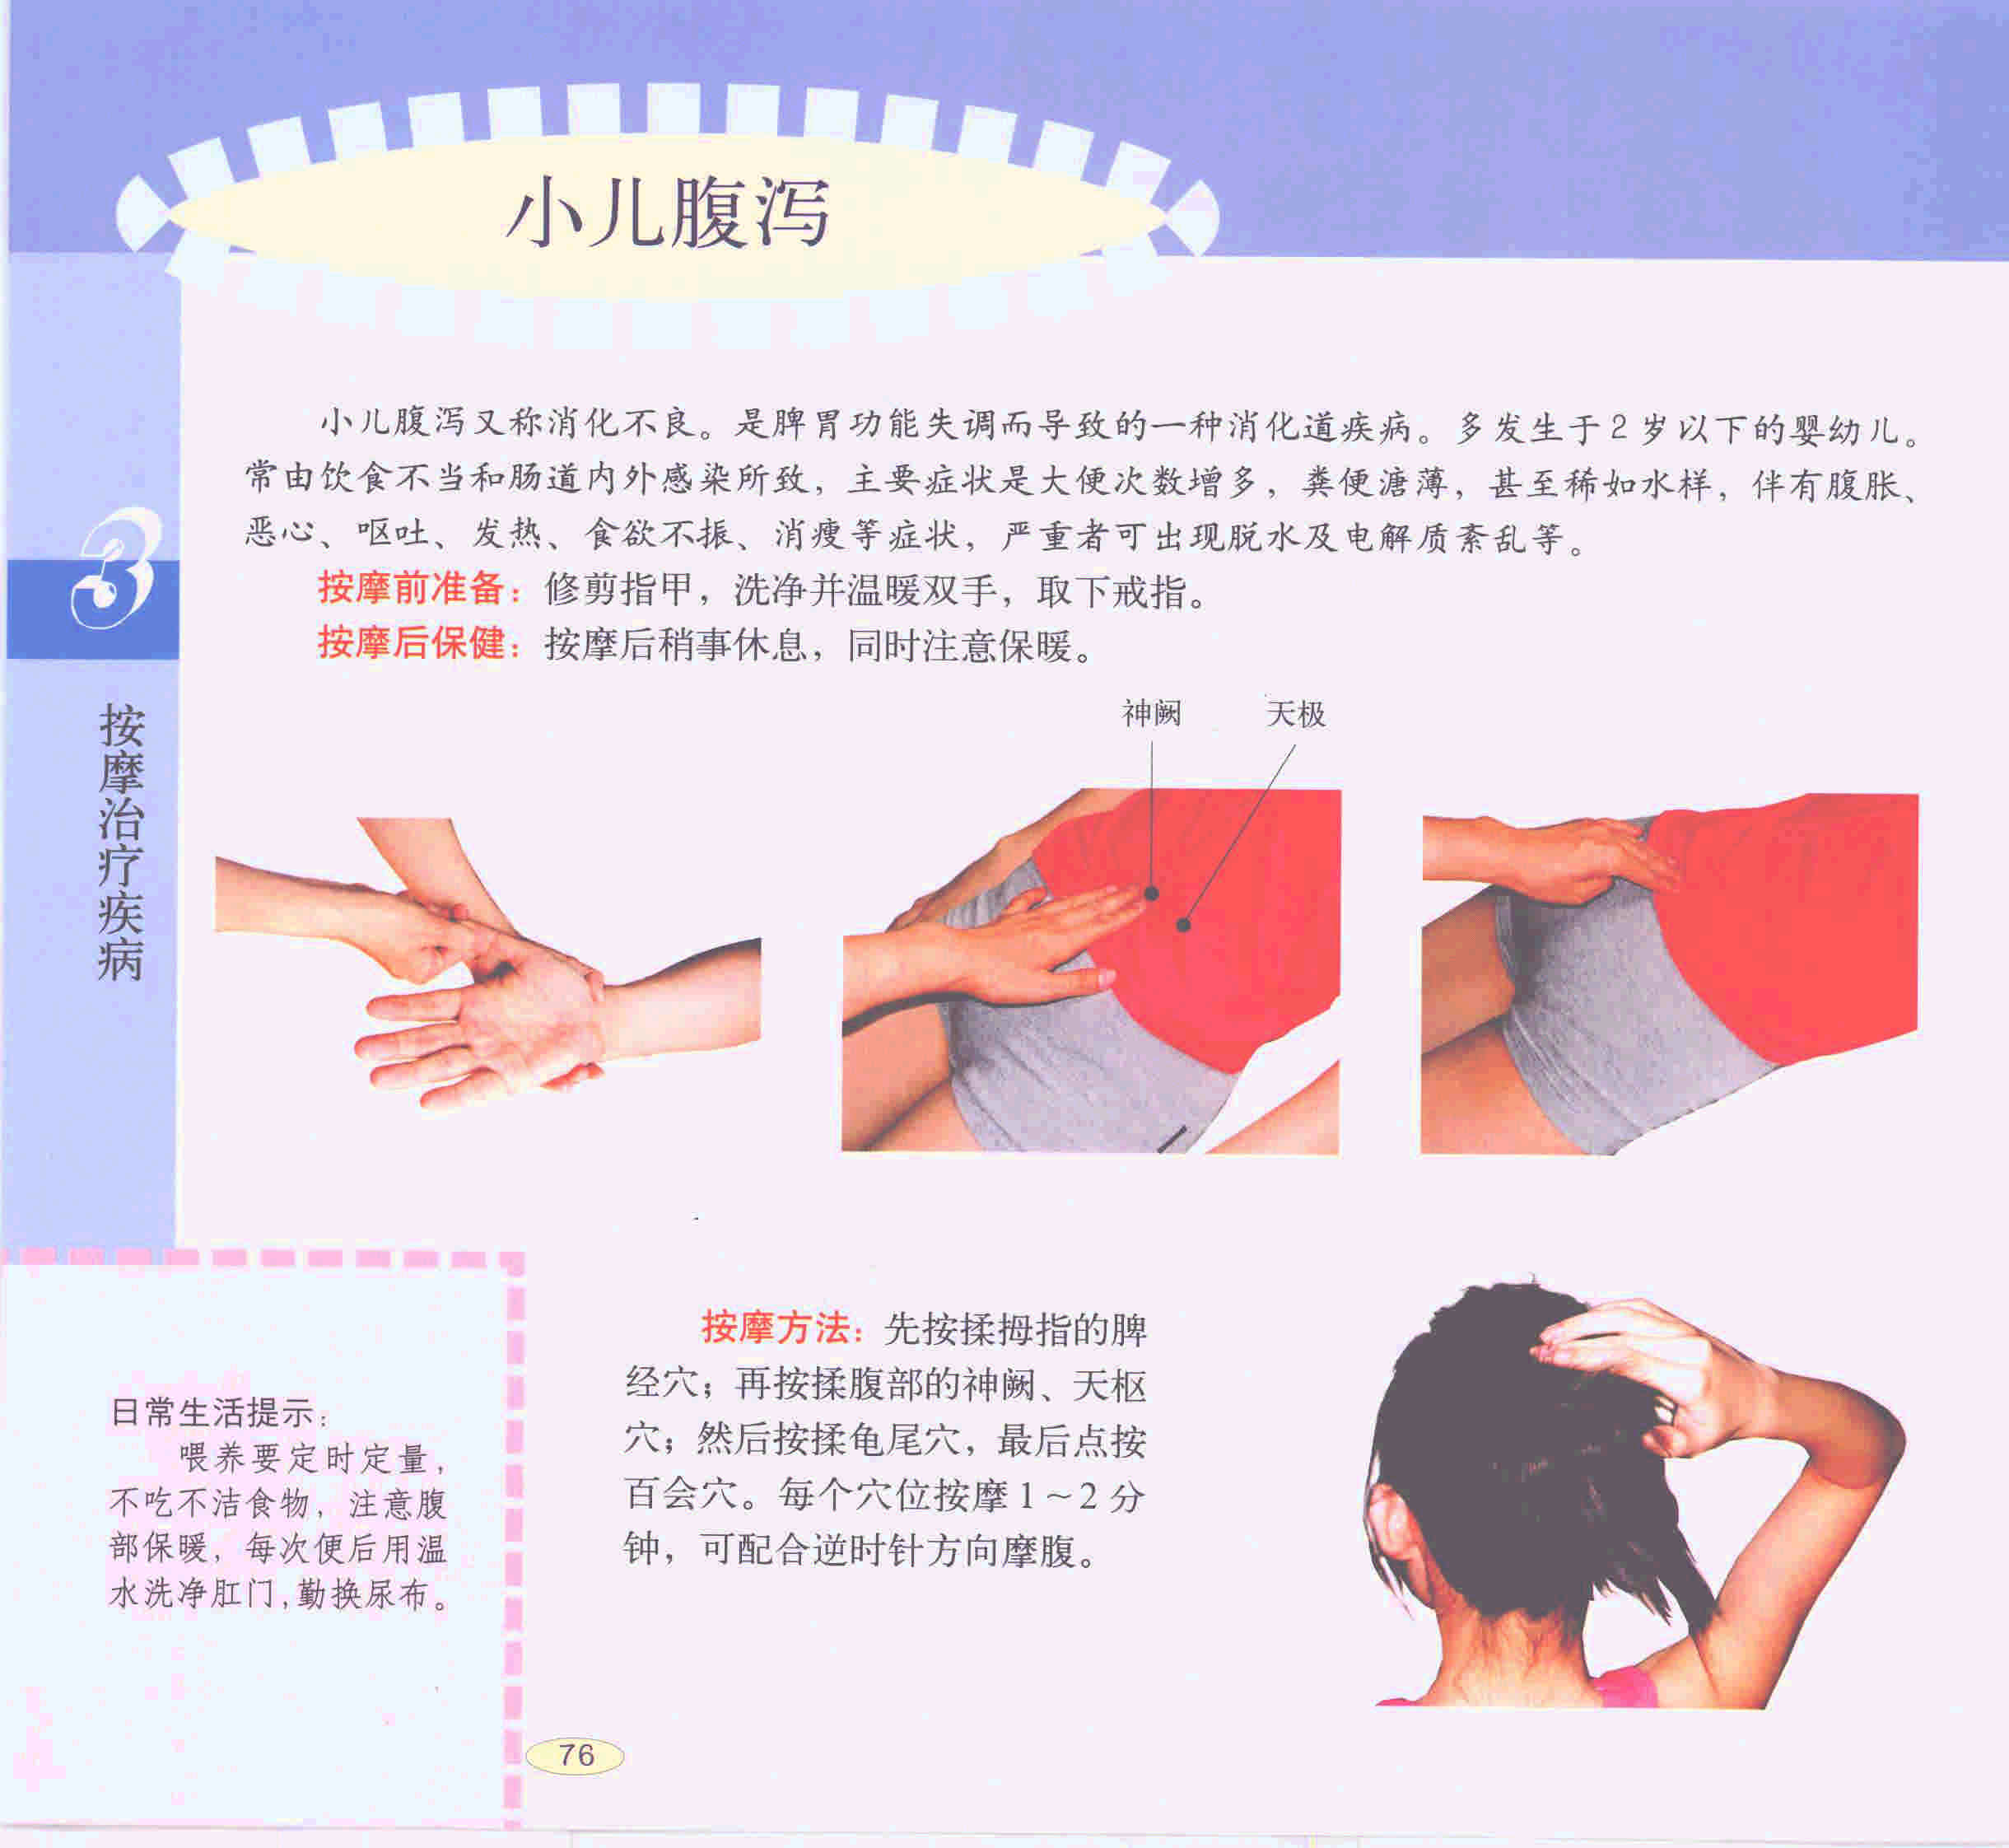 小儿腹泻
小儿腹泻又称消化不良。是脾胃功能失调而导致的一种消化道疾病。多发生于2岁以下的婴幼儿。
常由饮食不当和肠道内外感染所致，主要症状是大便次数增多，粪便溏薄，甚至稀如水样，伴有腹胀、
恶心、呕吐、发热、食欲不振、消瘦等症状，严重者可出现脱水及电解质紊乱等。
按摩前准备：修剪指甲，洗净并温暖双手，取下戒指。
按摩后保健：按摩后稍事休息，同时注意保暖。
3
按摩治疗疾病
神阙
天极
按摩方法：先按揉拇指的脾
经穴；再按揉腹部的神阙、天枢
穴；然后按揉龟尾穴，最后点按
百会穴。每个穴位按摩1～2分
钟，可配合逆时针方向摩腹。
日常生活提示：
喂养要定时定量，
不吃不洁食物，注意腹
部保暖，每次便后用温
水洗净肛门,勤换尿布。
76